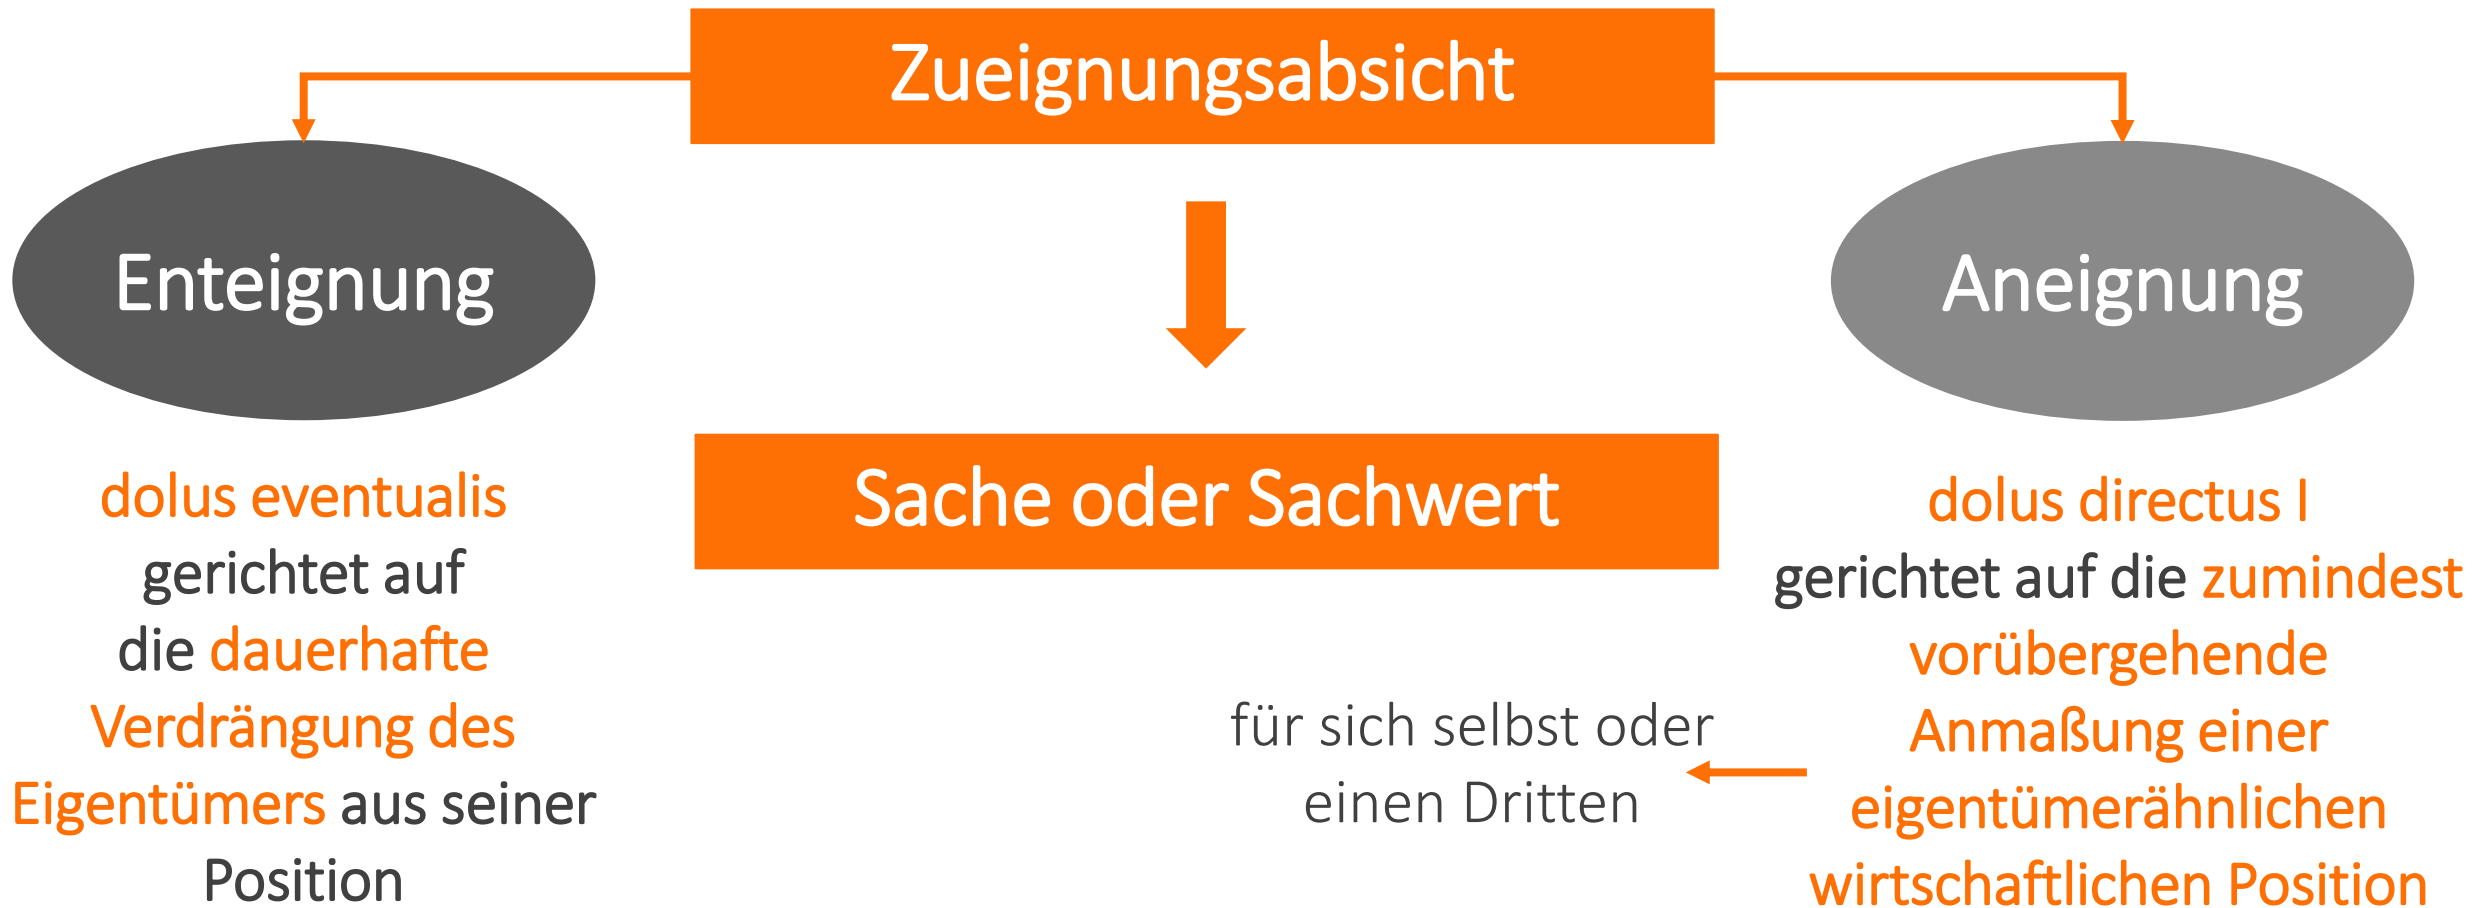 Zueignungsabsicht
Enteignung
dolus eventualis
gerichtet auf
die dauerhafte
Verdrängung des
Eigentümers aus seiner
Position
Sache oder Sachwert
für sich selbst oder
einen Dritten
Aneignung
dolus directus I
gerichtet auf die zumindest
vorübergehende
Anmaßung einer
eigentümerähnlichen
wirtschaftlichen Position